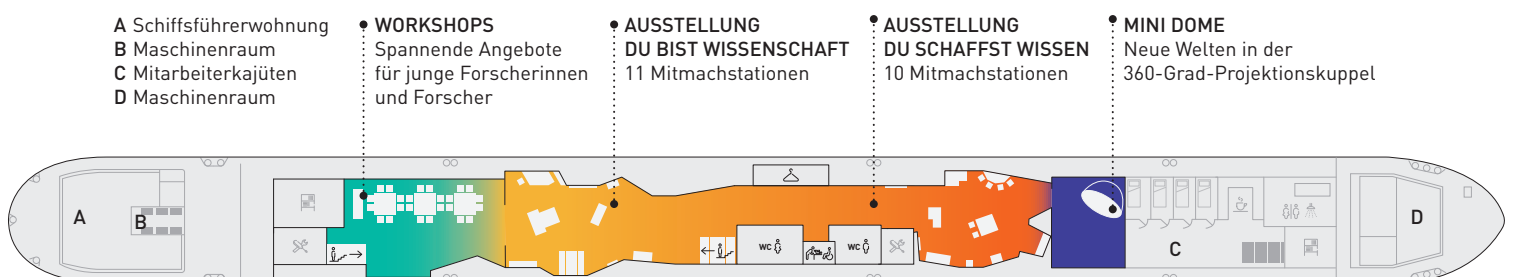 A Schiffsführerwohnung
B Maschinenraum
C Mitarbeiterkajüten
D Maschinenraum
WORKSHOPS
Spannende Angebote
für junge Forscherinnen
und Forscher
AUSSTELLUNG
DU BIST WISSENSCHAFT
11 Mitmachstationen
AUSSTELLUNG
DU SCHAFFST WISSEN
10 Mitmachstationen
MINI DOME
Neue Welten in der
360-Grad-Projektionskuppel
A
B
WC
WC
C
D